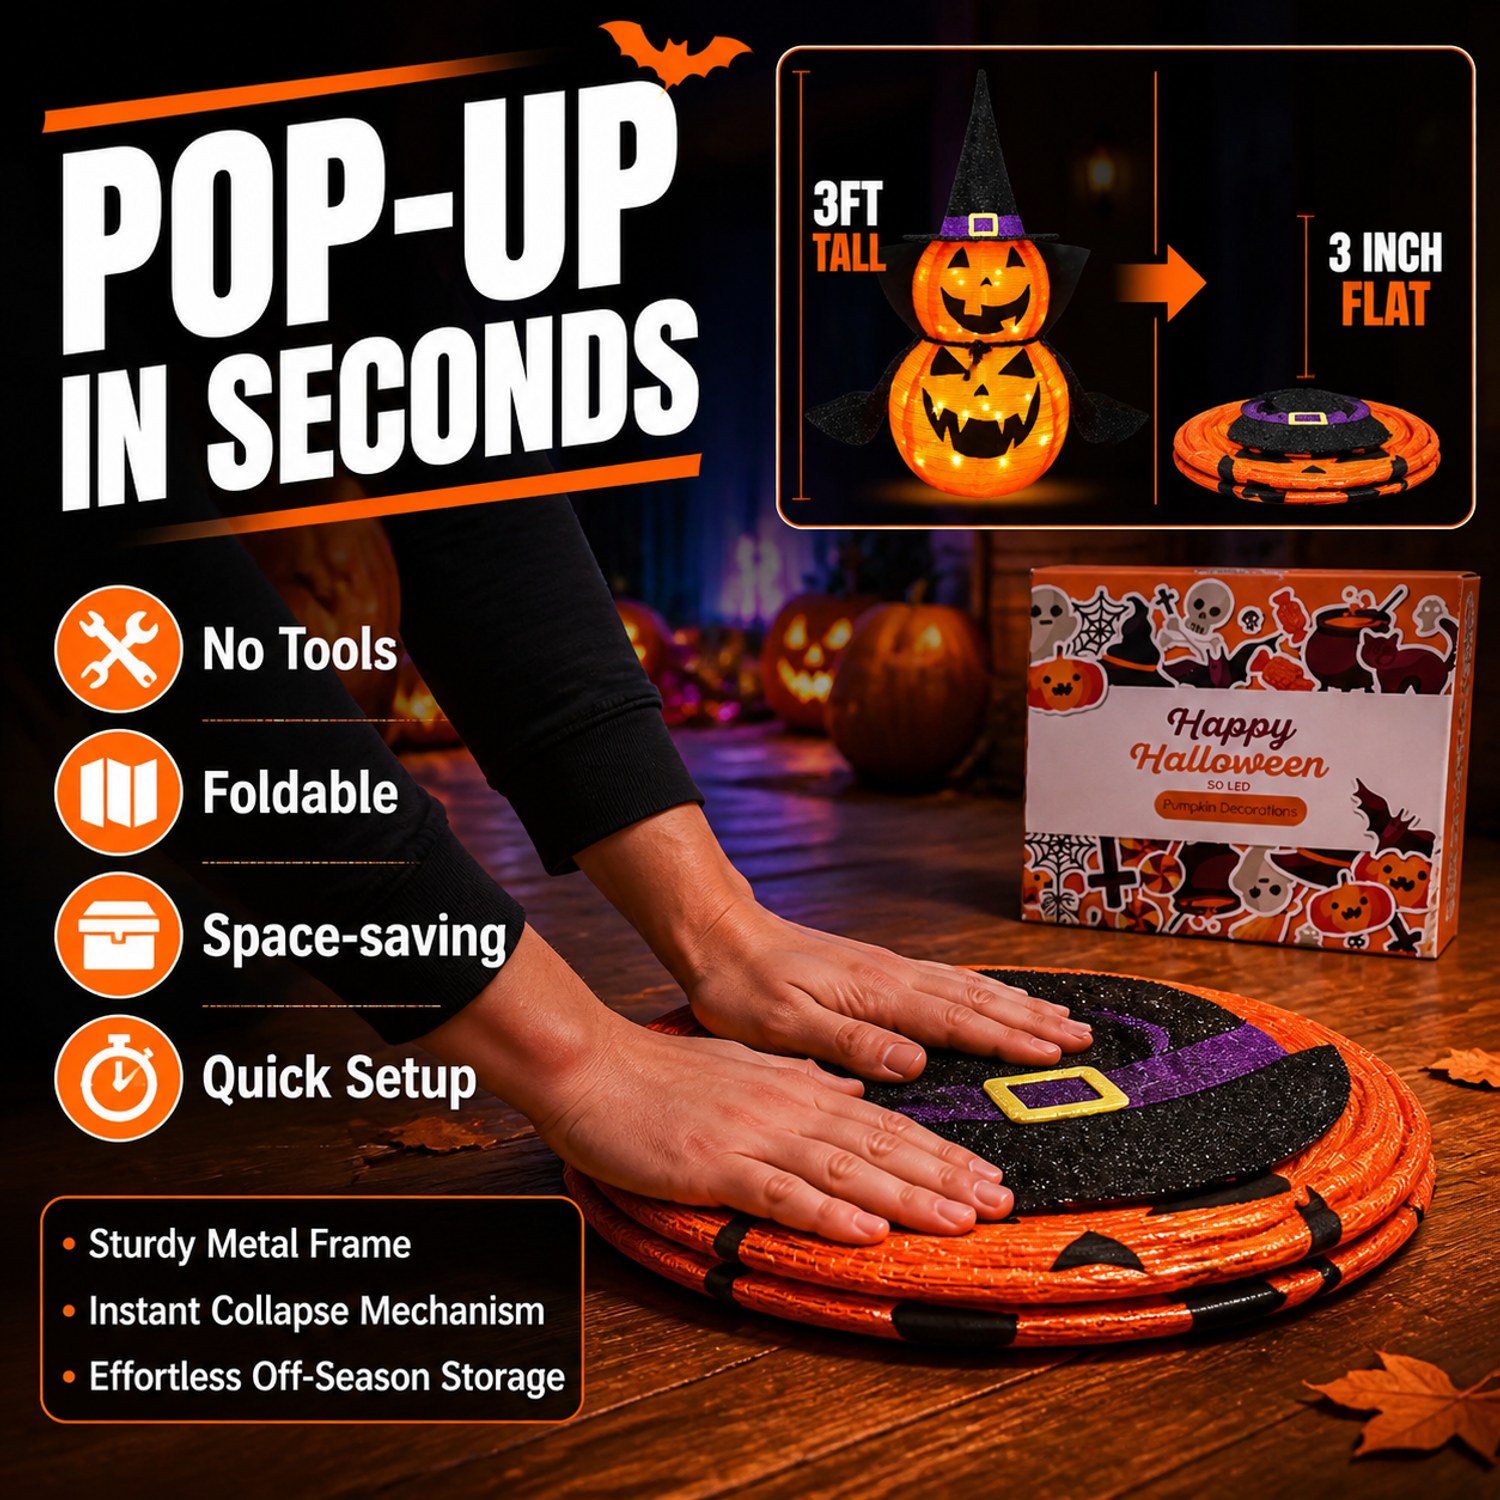 POP-UP
IN SECONDS
3FT
TALL
3 INCH
FLAT
No Tools
Foldable
Space-saving
Quick Setup
Happy
Halloween
SO LED
Pumpkin Decorations
• Sturdy Metal Frame
• Instant Collapse Mechanism
• Effortless Off-Season Storage